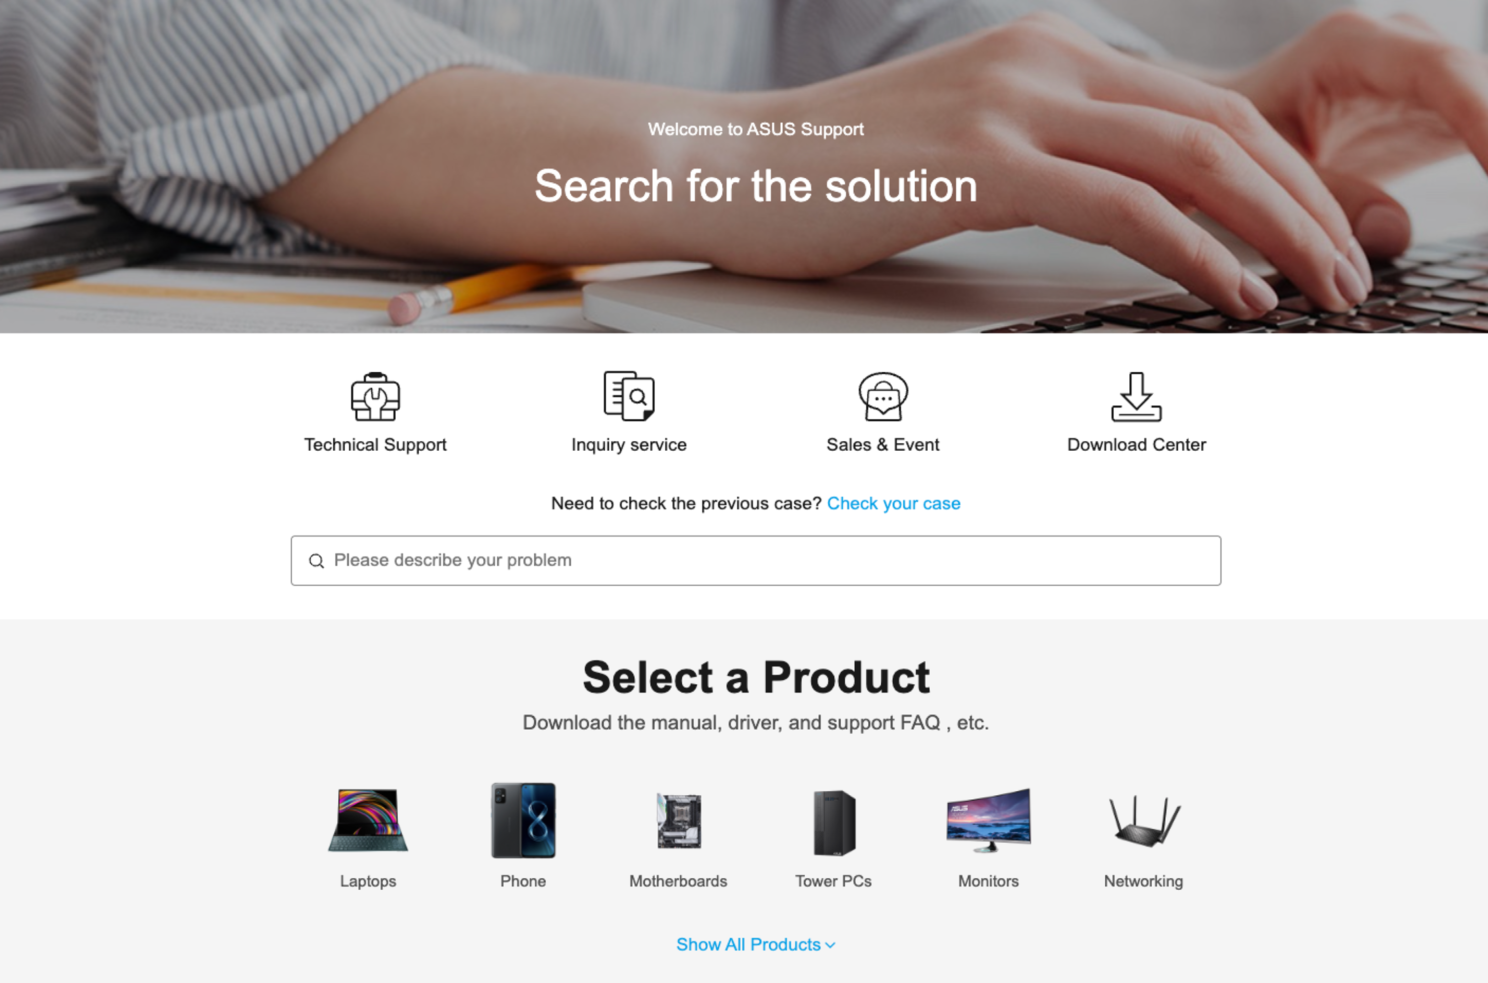 Welcome to ASUS Support
Search for the solution
Technical Support
Inquiry service
Sales & Event
Download Center
Need to check the previous case? Check your case
Please describe your problem
Select a Product
Download the manual, driver, and support FAQ , etc.
ASUS
Laptops
Phone
Motherboards
Tower PCs
Monitors
Networking
Show All Products